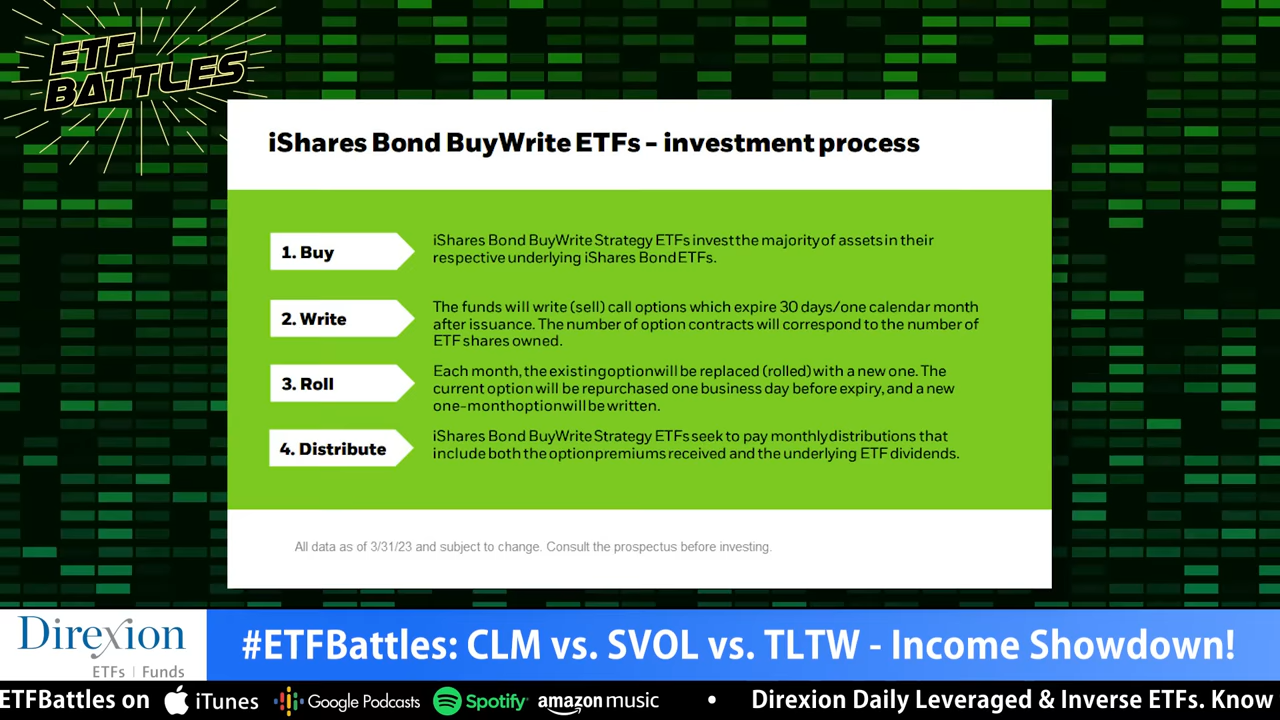 ETF
BATTLES
iShares Bond BuyWrite ETFs – investment process
1. Buy
iShares Bond BuyWrite Strategy ETFs invest the majority of assets in their
respective underlying iShares Bond ETFs.
2. Write
The funds will write (sell) call options which expire 30 days/one calendar month
after issuance. The number of option contracts will correspond to the number of
ETF shares owned.
3. Roll
Each month, the existing option will be replaced (rolled) with a new one. The
current option will be repurchased one business day before expiry, and a new
one-month option will be written.
4. Distribute
iShares Bond BuyWrite Strategy ETFs seek to pay monthly distributions that
include both the option premiums received and the underlying ETF dividends.
All data as of 3/31/23 and subject to change. Consult the prospectus before investing.
Direxion
ETFs | Funds
#ETFBattles: CLM vs. SVOL vs. TLTW - Income Showdown!
ETFBattles on iTunes Google Podcasts Spotify amazon music • Direxion Daily Leveraged & Inverse ETFs. Know